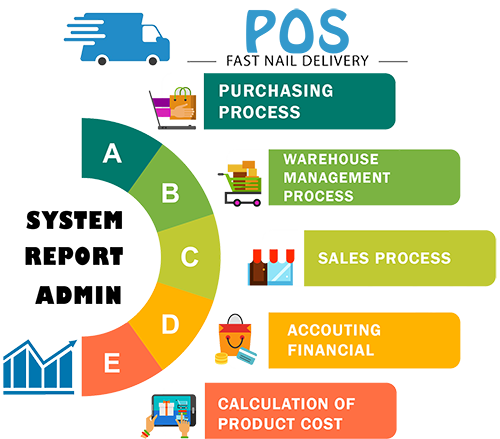 POS
FAST NAIL DELIVERY
PURCHASING
PROCESS
A
WAREHOUSE
MANAGEMENT
PROCESS
B
SYSTEM
REPORT
ADMIN
C
SALES PROCESS
D
ACCOUTING
FINANCIAL
E
CALCULATION OF
PRODUCT COST